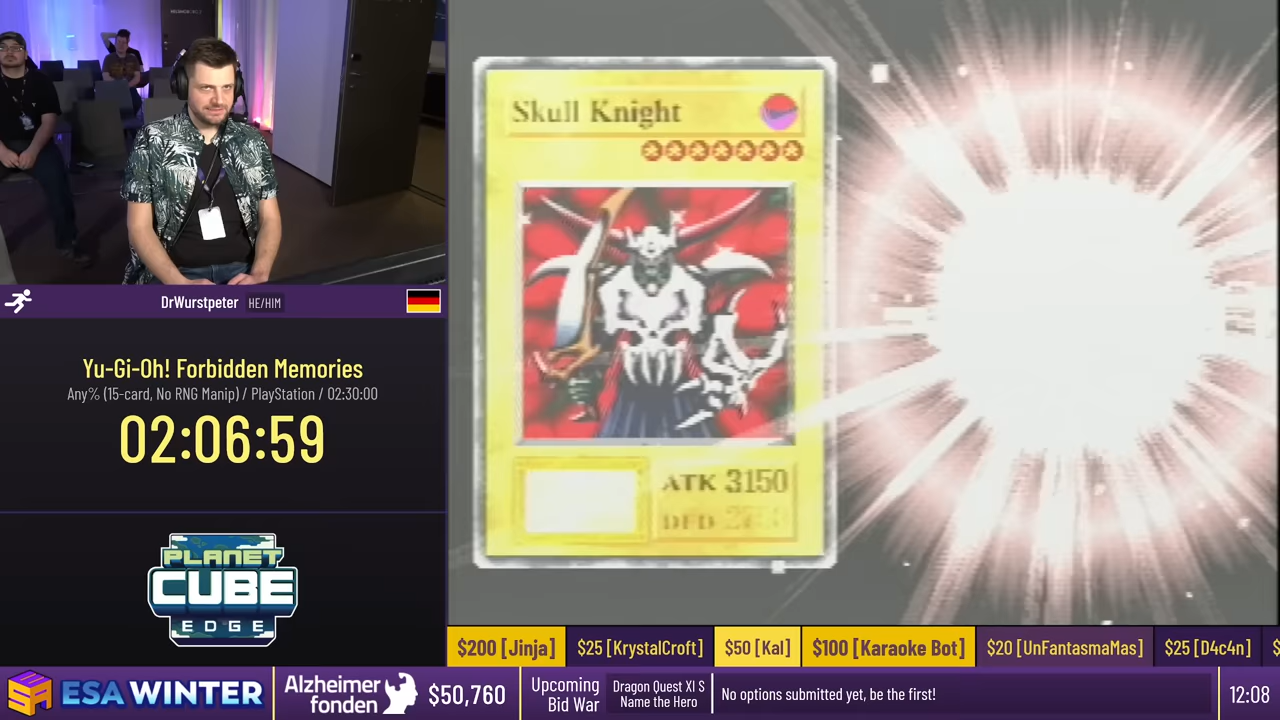 Skull Knight
ATK 3150
DFD
DrWurstpeter HE/HIM
Yu-Gi-Oh! Forbidden Memories
Any% (15-card, No RNG Manip) / PlayStation / 02:30:00
02:06:59
PLANET
CUBE
EDGE
$200 [Jinja] $25 [KrystalCroft] $50 [Kal] $100 [Karaoke Bot] $20 [UnFantasmaMas] $25 [D4c4n] $
ESA WINTER
Alzheimer
fonden
$50,760
Upcoming
Bid War
Dragon Quest XI S
Name the Hero
No options submitted yet, be the first!
12:08